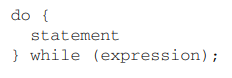 do {
  statement
} while (expression);